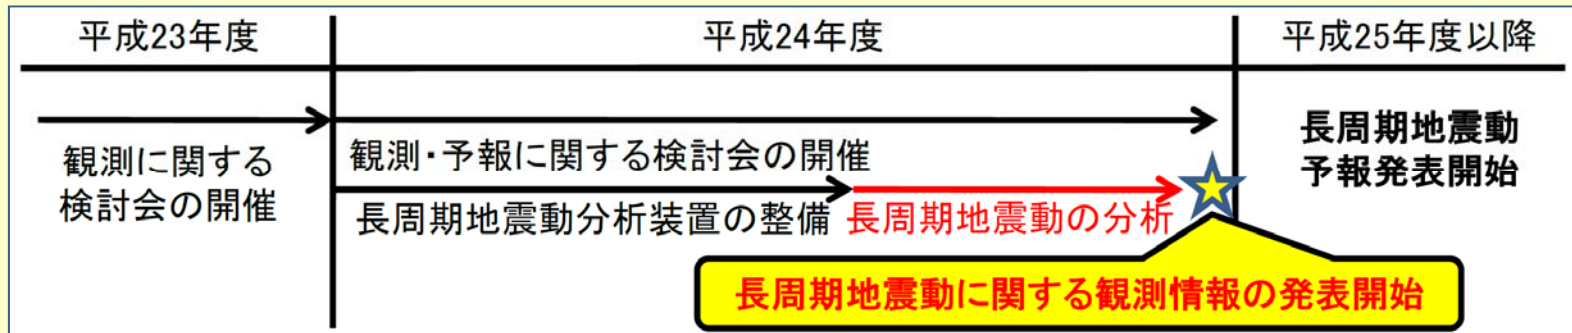 平成23年度
平成24年度
平成25年度以降
観測に関する
検討会の開催
観測・予報に関する検討会の開催
長周期地震動分析装置の整備
長周期地震動の分析
長周期地震動
予報発表開始
長周期地震動に関する観測情報の発表開始